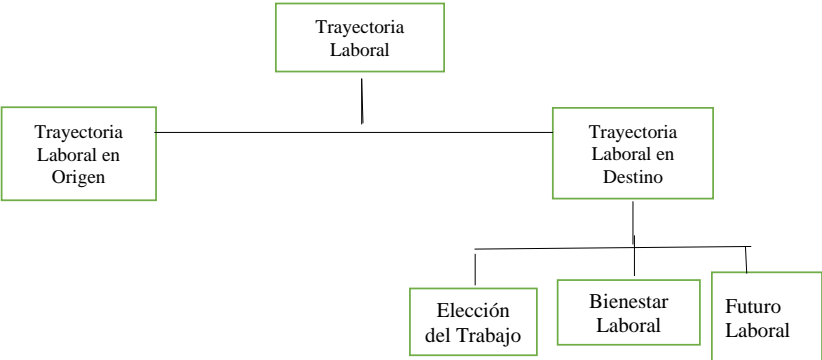 Trayectoria
Laboral
Trayectoria
Laboral en
Origen
Trayectoria
Laboral en
Destino
Elección
del Trabajo
Bienestar
Laboral
Futuro
Laboral